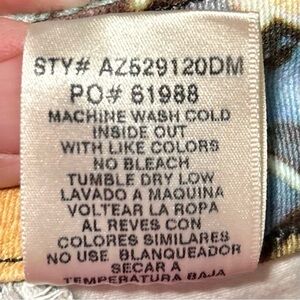 STY# AZ529120DM
PO# 61988
MACHINE WASH COLD
INSIDE OUT
WITH LIKE COLORS
NO BLEACH
TUMBLE DRY LOW
LAVADO A MAQUINA
VOLTEAR LA ROPA
AL REVES CON
COLORES SIMILARES
NO USE BLANQUEADOR
SECAR A
TEMPERATURA BAJA